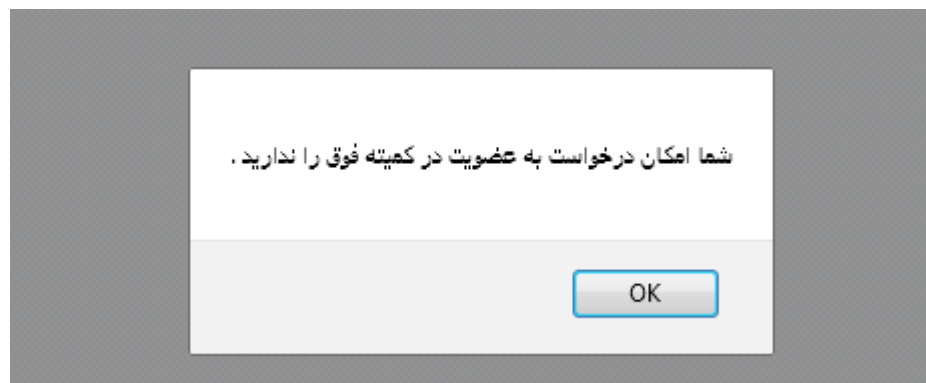 شما امکان درخواست به عضویت در کمیته فوق را ندارید .
OK